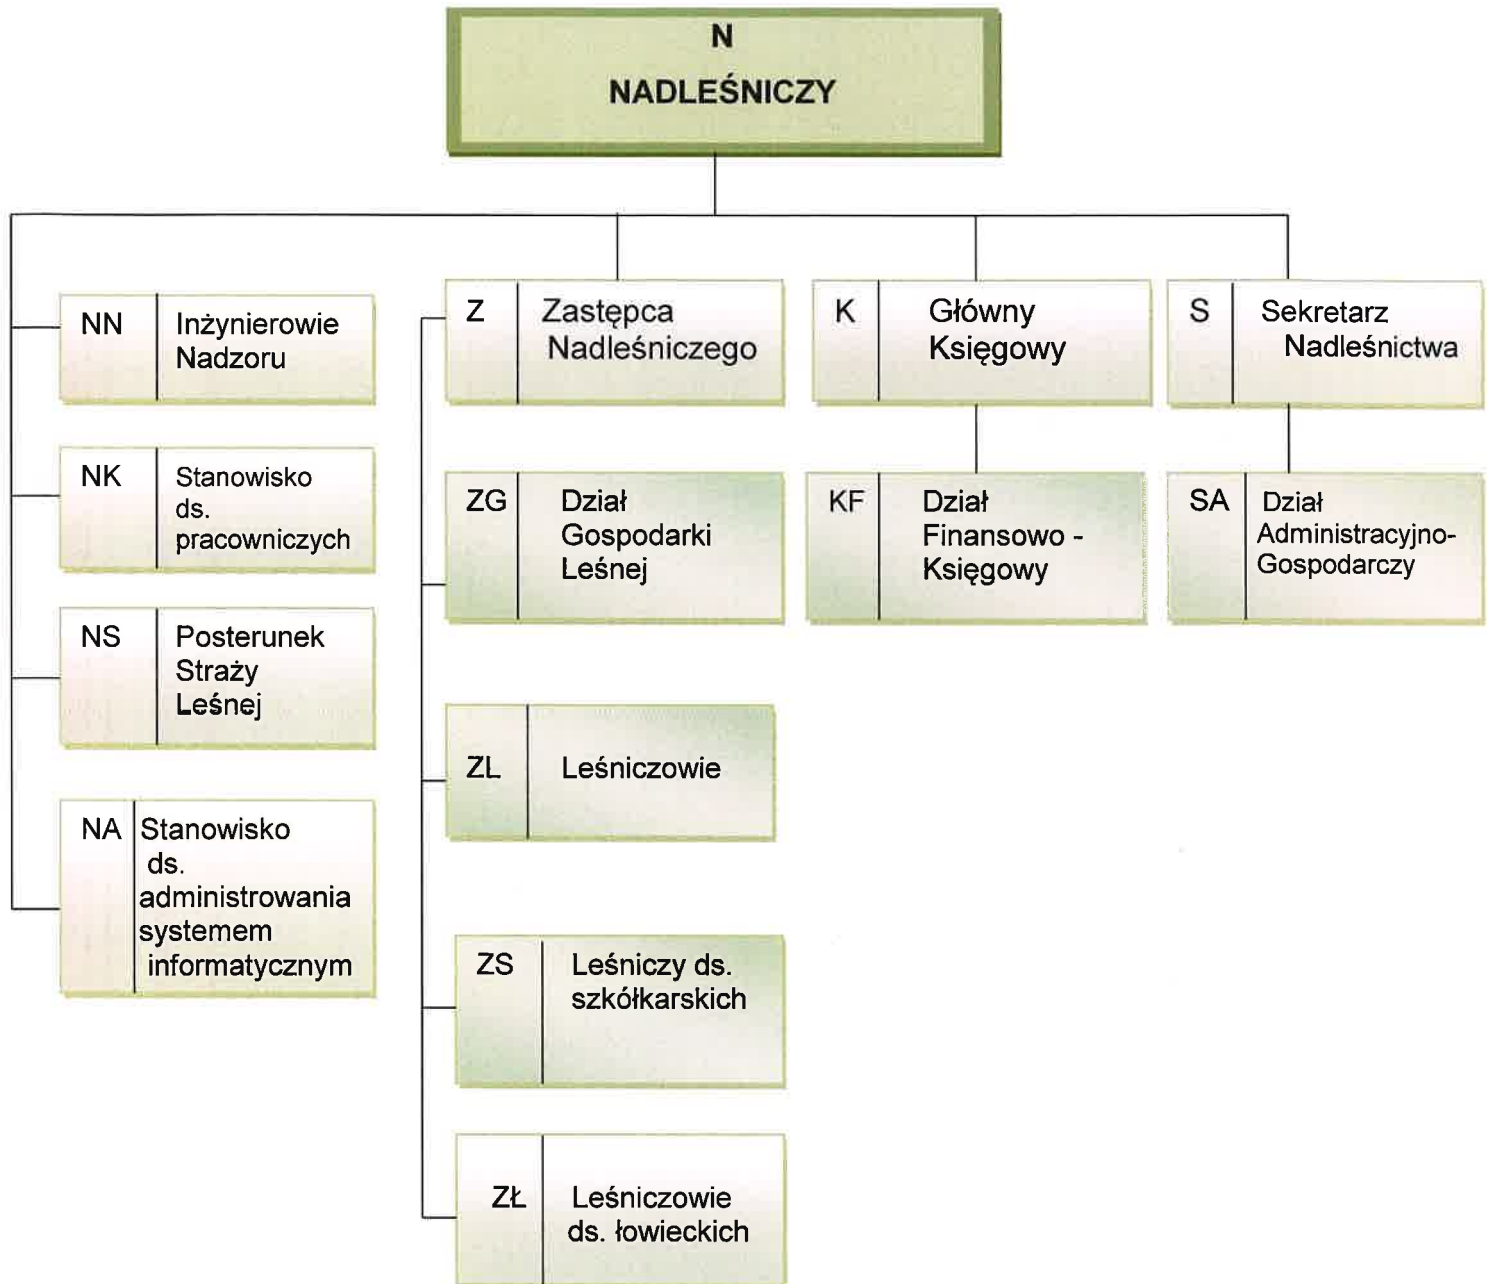 N
NADLEŚNICZY
NN
Inżynierowie
Nadzoru
NK
Stanowisko
ds.
pracowniczych
NS
Posterunek
Straży
Leśnej
NA
Stanowisko
ds.
administrowania
systemem
informatycznym
Z
Zastępca
Nadleśniczego
ZG
Dział
Gospodarki
Leśnej
ZL
Leśniczowie
ZS
Leśniczy ds.
szkółkarskich
ZŁ
Leśniczowie
ds. łowieckich
K
Główny
Księgowy
KF
Dział
Finansowo -
Księgowy
S
Sekretarz
Nadleśnictwa
SA
Dział
Administracyjno-
Gospodarczy